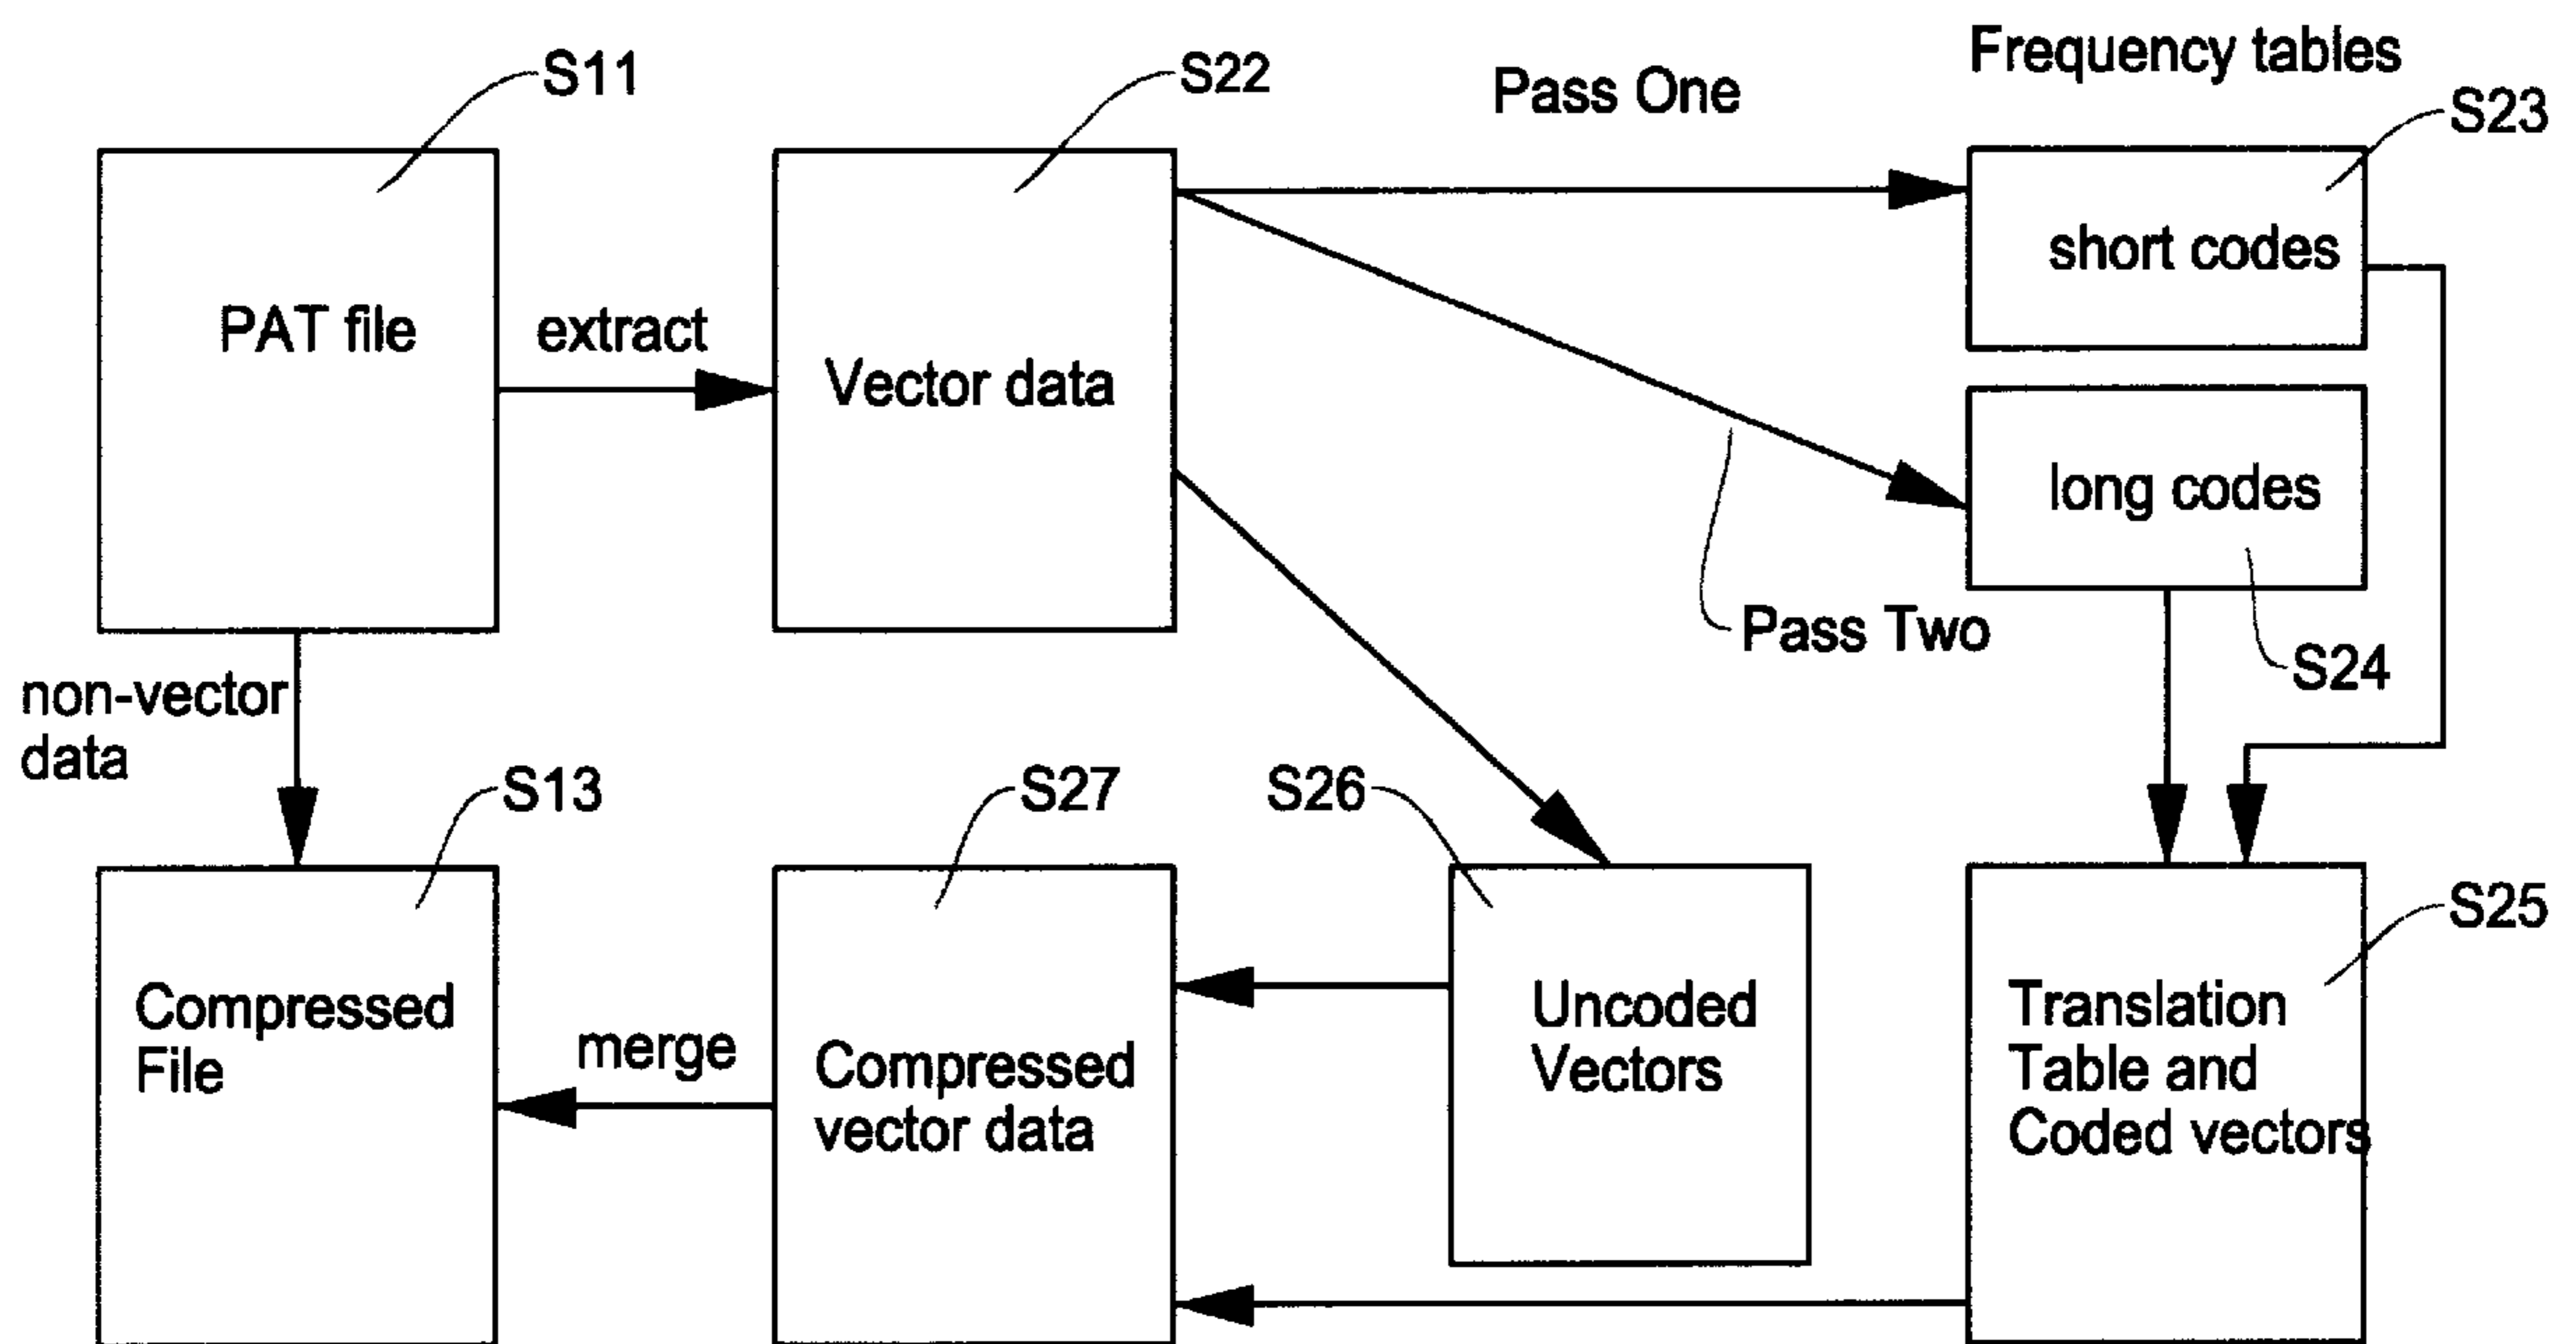 S11
S22
Pass One
Frequency tables
S23
short codes
PAT file
extract
Vector data
long codes
Pass Two
S24
non-vector
data
S13
S27
S26
S25
Compressed
File
merge
Compressed
vector data
Uncoded
Vectors
Translation
Table and
Coded vectors